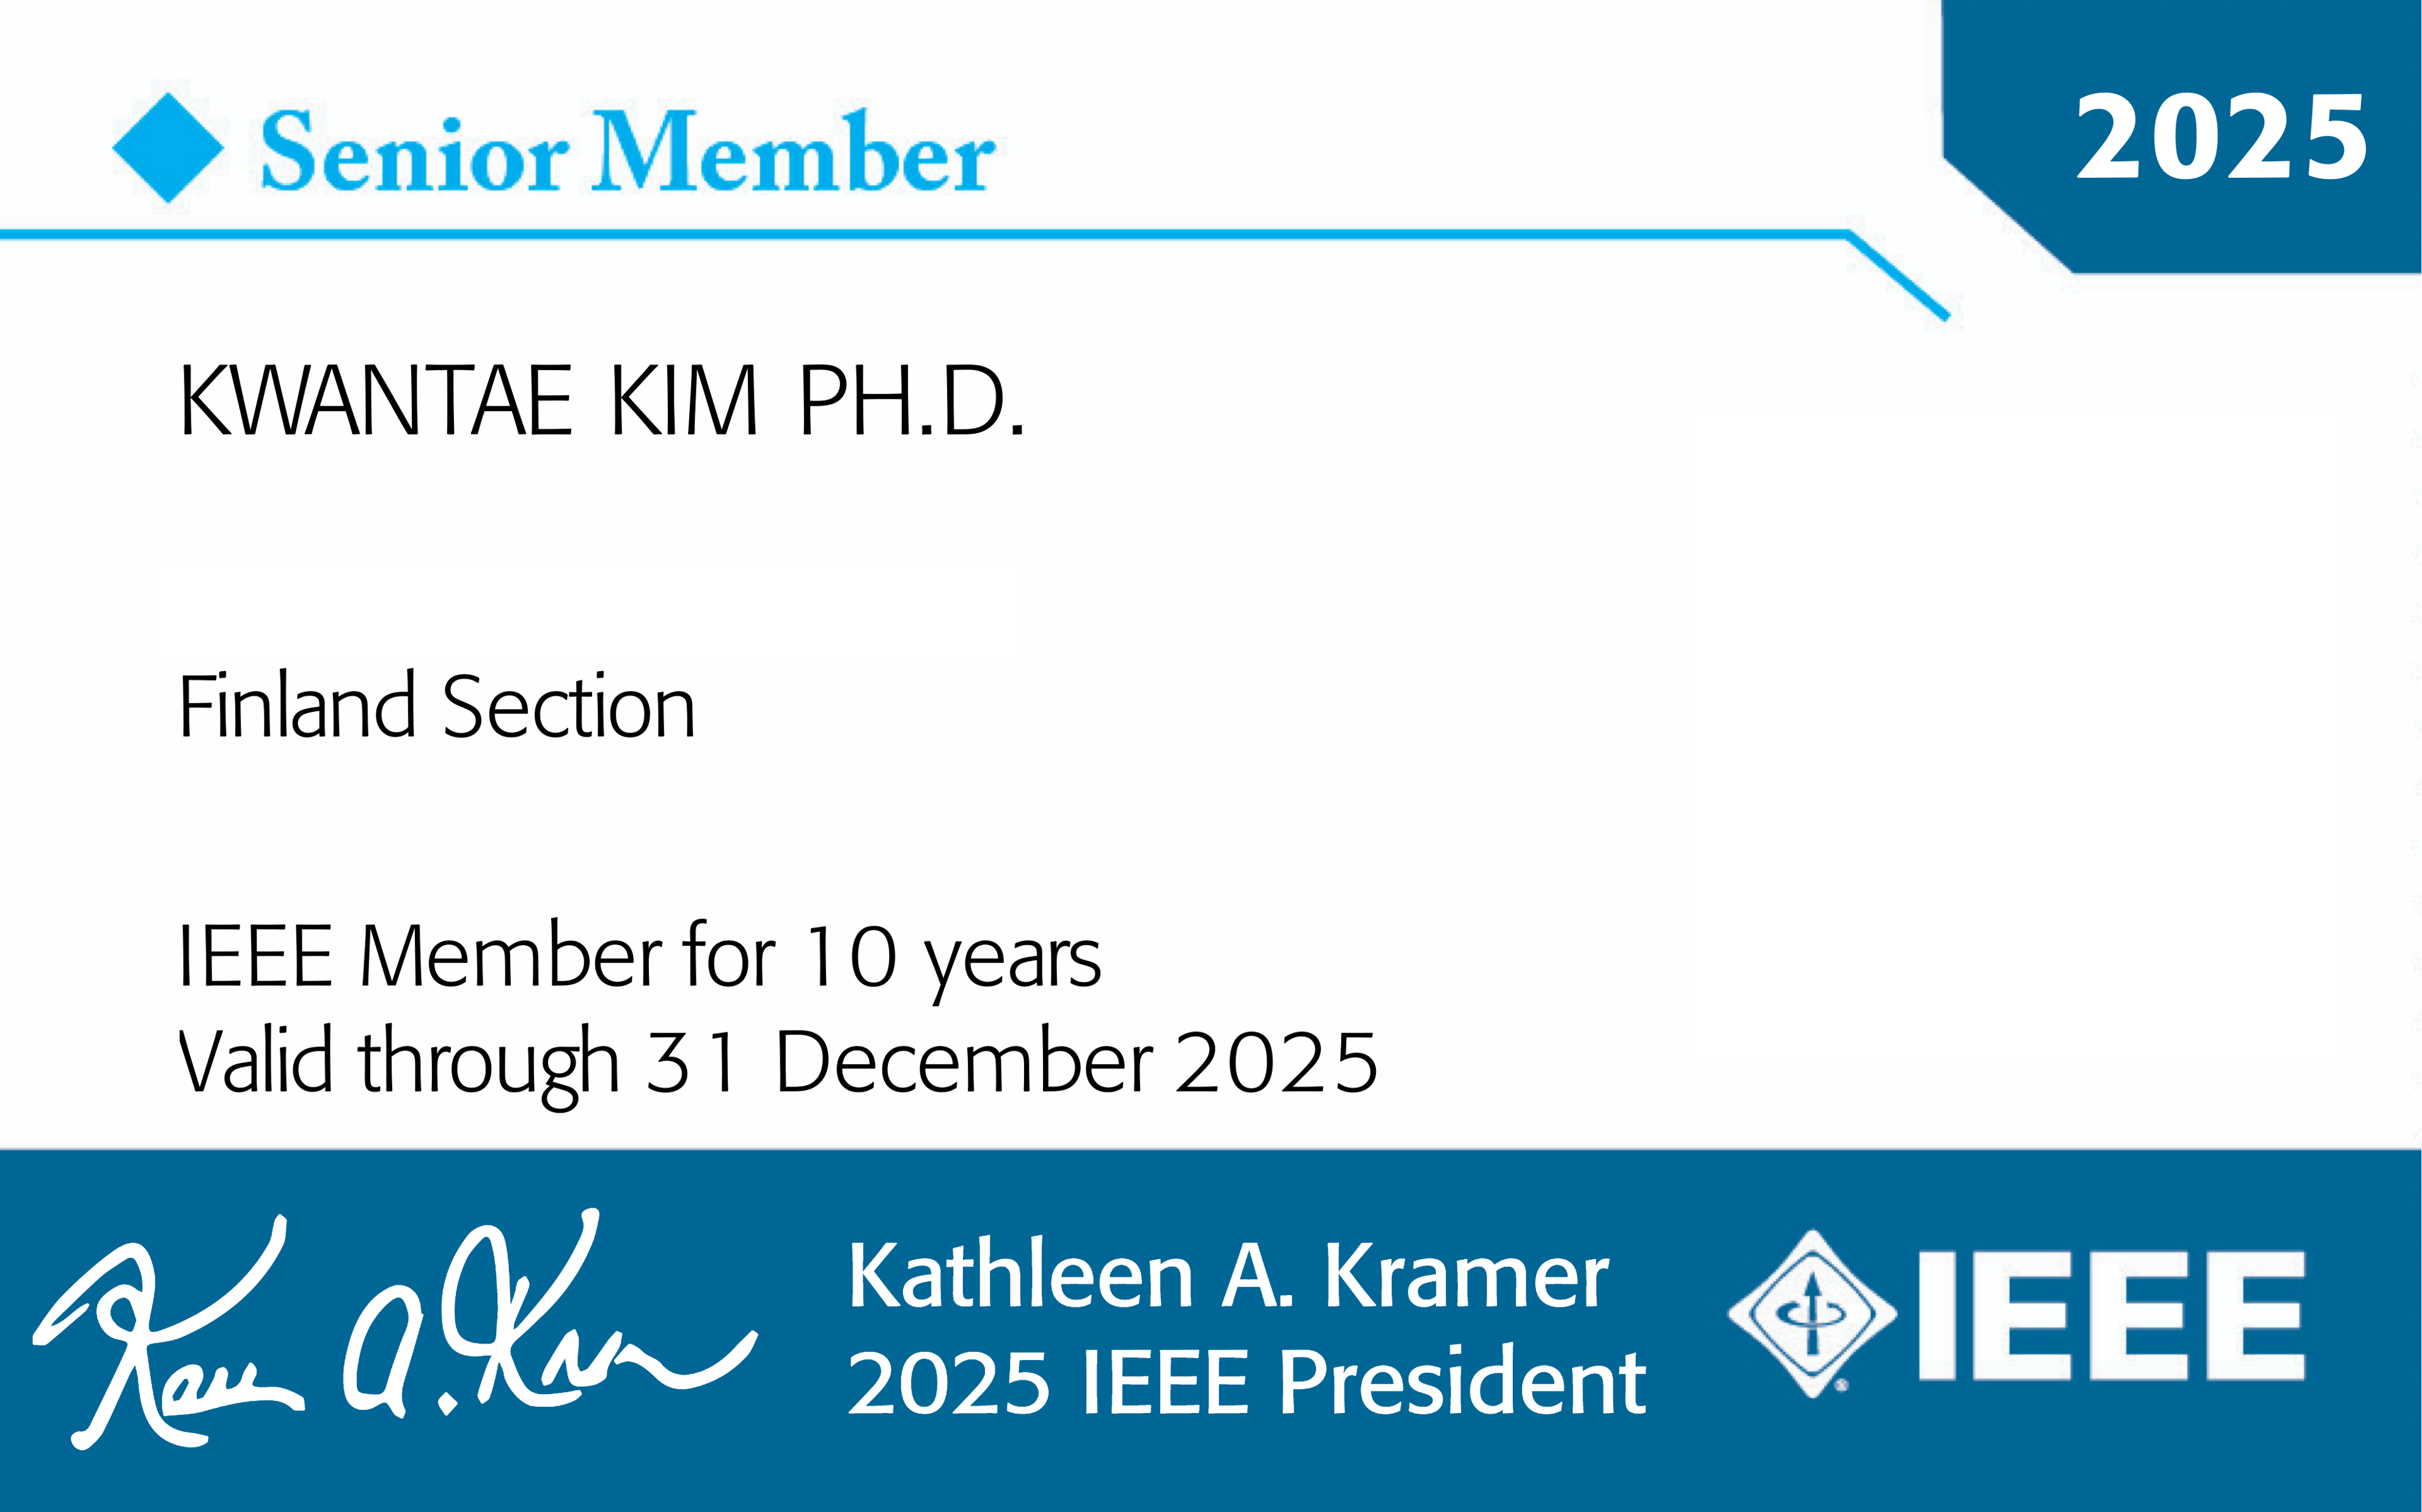 Senior Member
2025
KWANTAE KIM PH.D.
Finland Section
IEEE Member for 10 years
Valid through 31 December 2025
Kathleen A. Kramer
2025 IEEE President
IEEE